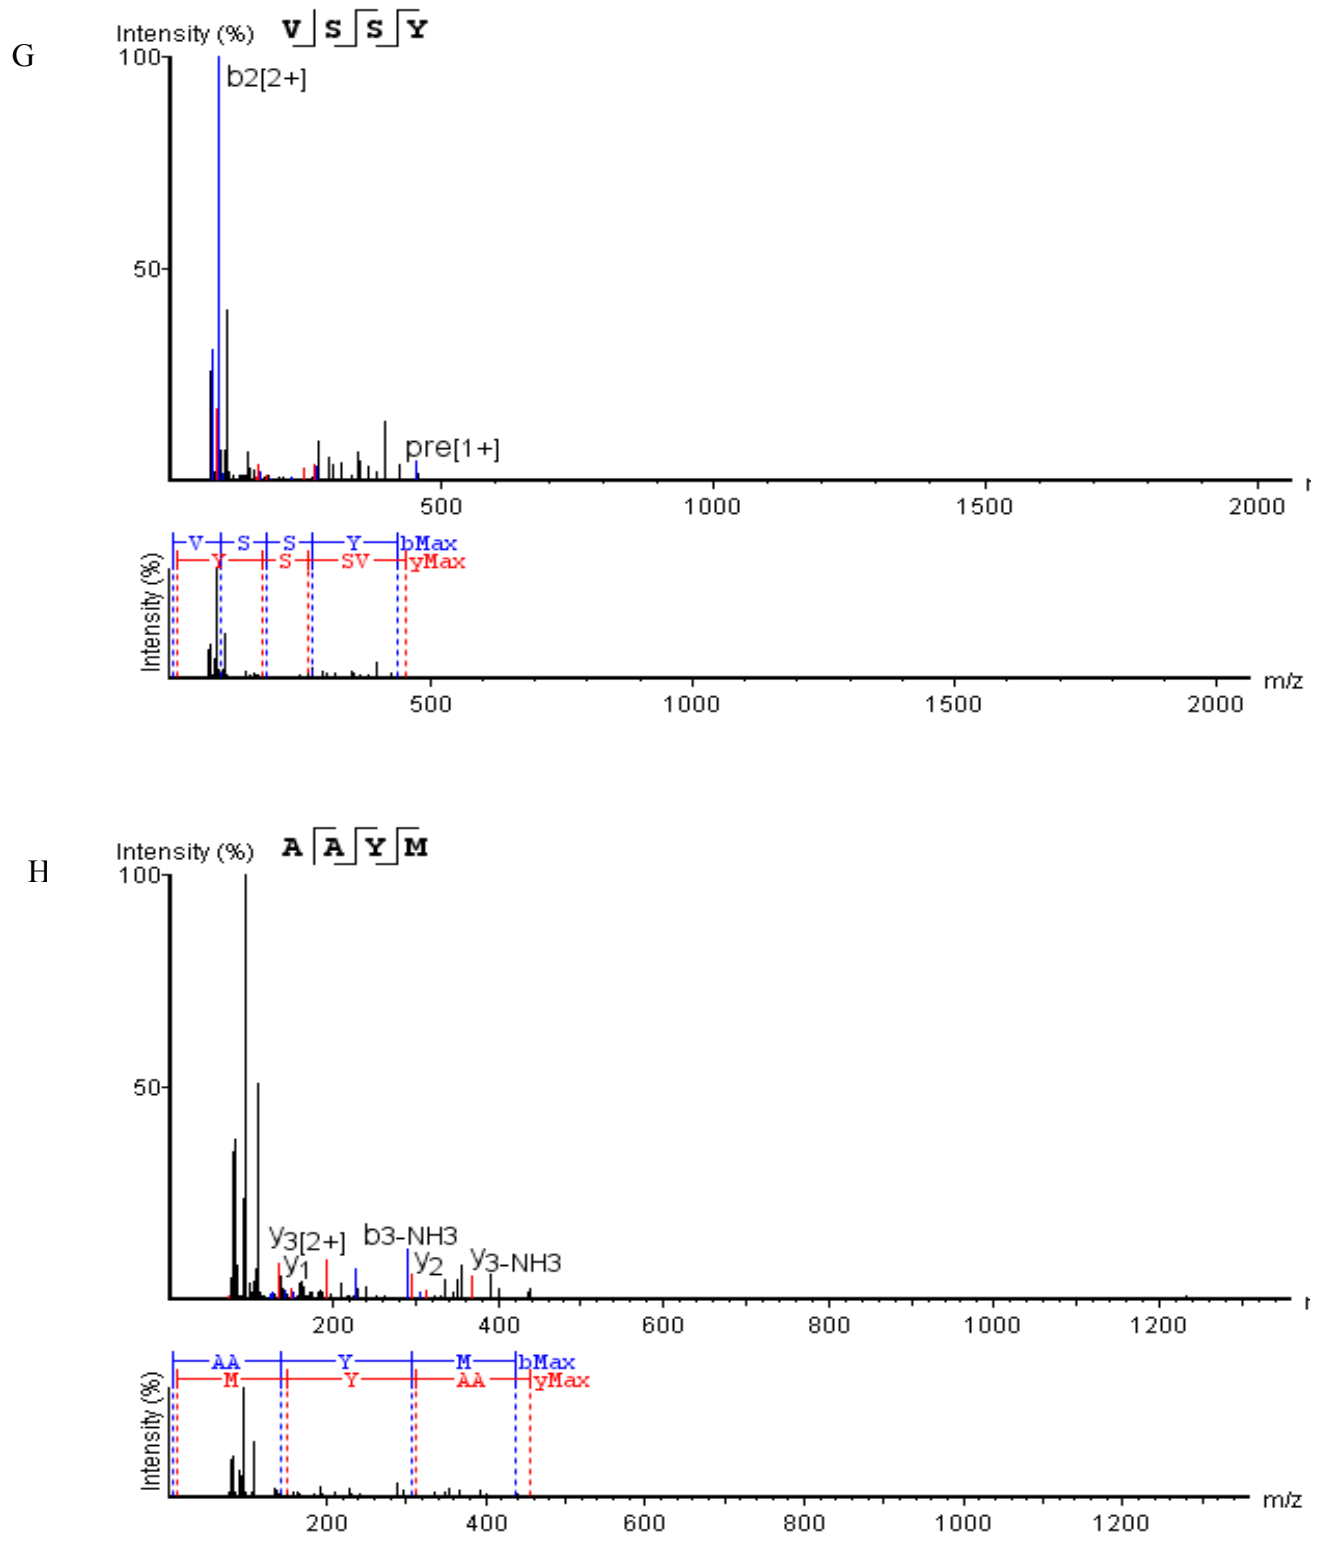 G
Intensity (%) V S S Y
100
b2[2+]
50
pre[1+]
500 1000 1500 2000
V S S Y bMax
Y S SV yMax
Intensity (%)
m/z
500 1000 1500 2000
H
Intensity (%) A A Y M
100
50
y3[2+] b3-NH3
y1 y2 y3-NH3
200 400 600 800 1000 1200
AA Y M bMax
M Y AA yMax
Intensity (%)
m/z
200 400 600 800 1000 1200